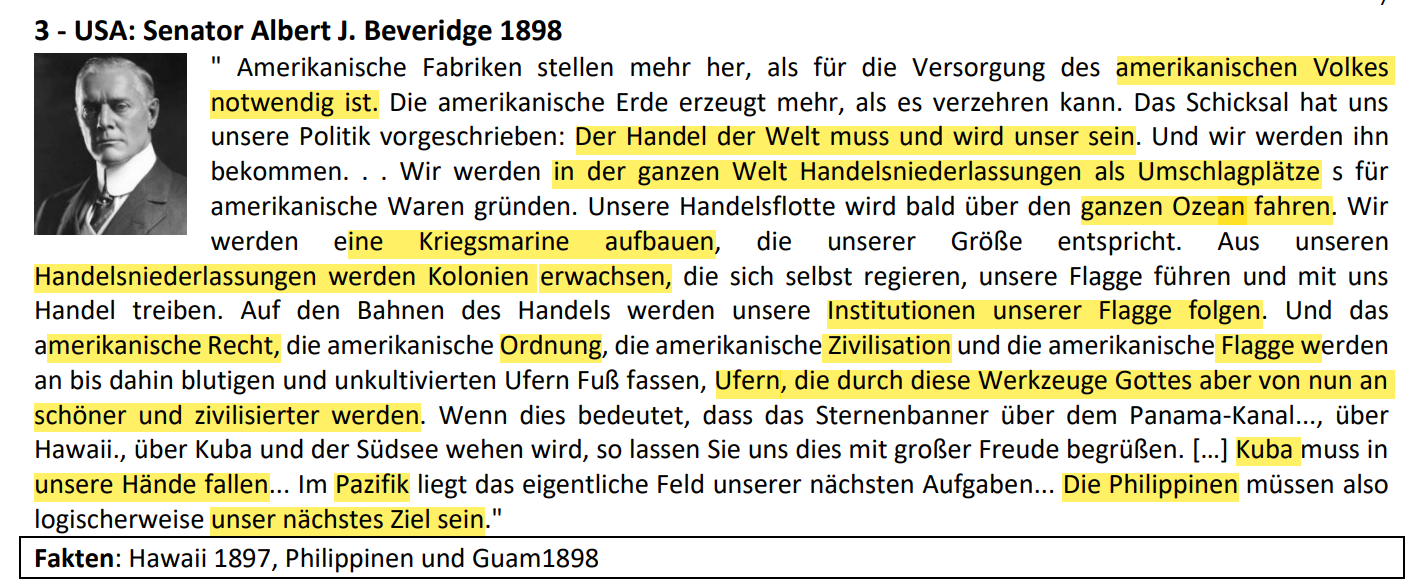 3 - USA: Senator Albert J. Beveridge 1898
" Amerikanische Fabriken stellen mehr her, als für die Versorgung des amerikanischen Volkes
notwendig ist. Die amerikanische Erde erzeugt mehr, als es verzehren kann. Das Schicksal hat uns
unsere Politik vorgeschrieben: Der Handel der Welt muss und wird unser sein. Und wir werden ihn
bekommen. . . Wir werden in der ganzen Welt Handelsniederlassungen als Umschlagplätze s für
amerikanische Waren gründen. Unsere Handelsflotte wird bald über den ganzen Ozean fahren. Wir
werden eine Kriegsmarine aufbauen, die unserer Größe entspricht. Aus unseren
Handelsniederlassungen werden Kolonien erwachsen, die sich selbst regieren, unsere Flagge führen und mit uns
Handel treiben. Auf den Bahnen des Handels werden unsere Institutionen unserer Flagge folgen. Und das
amerikanische Recht, die amerikanische Ordnung, die amerikanische Zivilisation und die amerikanische Flagge werden
an bis dahin blutigen und unkultivierten Ufern Fuß fassen, Ufern, die durch diese Werkzeuge Gottes aber von nun an
schöner und zivilisierter werden. Wenn dies bedeutet, dass das Sternenbanner über dem Panama-Kanal..., über
Hawaii., über Kuba und der Südsee wehen wird, so lassen Sie uns dies mit großer Freude begrüßen. [...] Kuba muss in
unsere Hände fallen... Im Pazifik liegt das eigentliche Feld unserer nächsten Aufgaben... Die Philippinen müssen also
logischerweise unser nächstes Ziel sein."
Fakten: Hawaii 1897, Philippinen und Guam1898